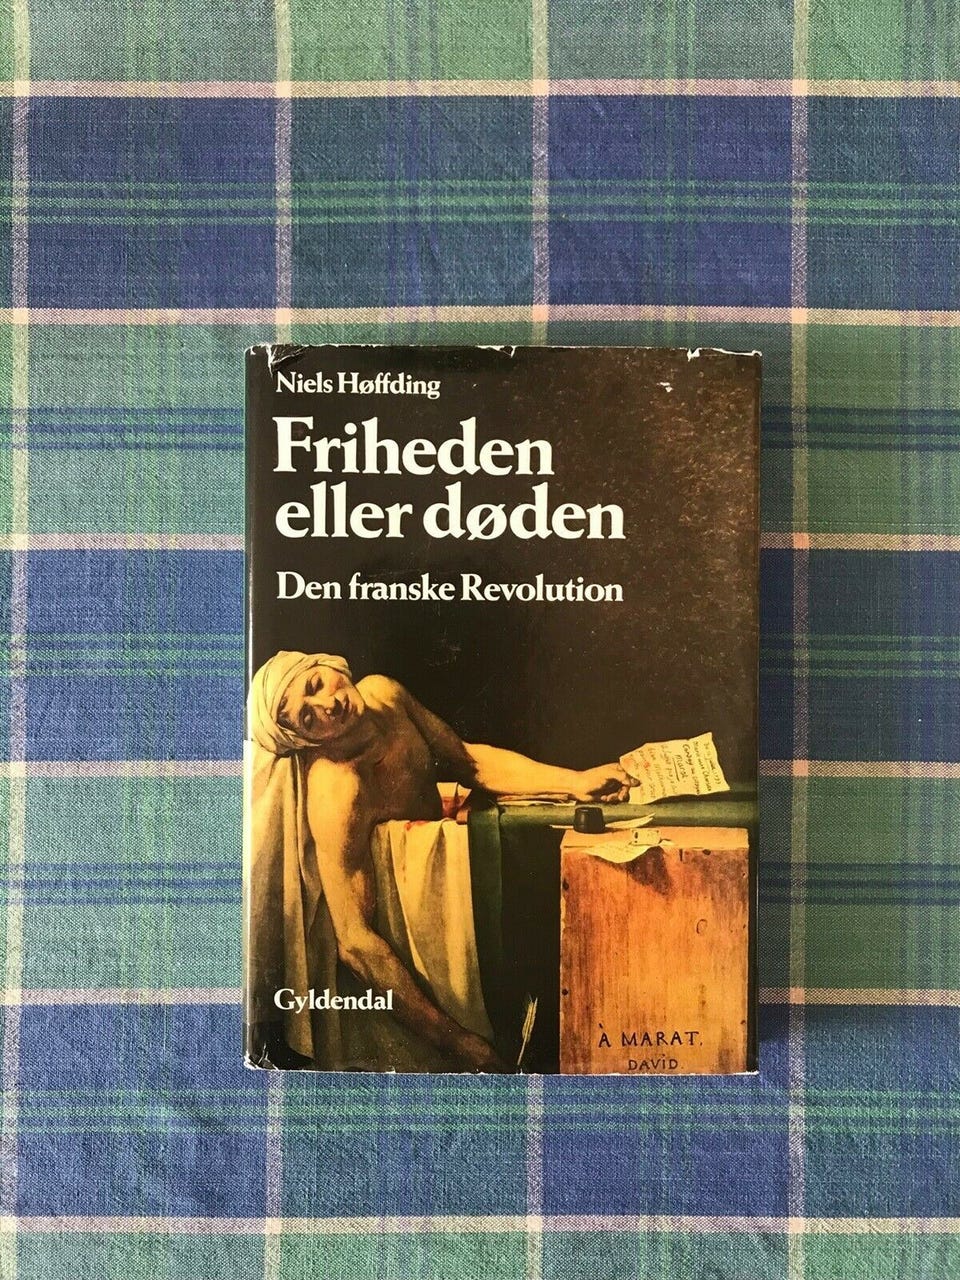 Niels Høffding
Friheden
eller døden
Den franske Revolution
Gyldendal
À MARAT,
DAVID